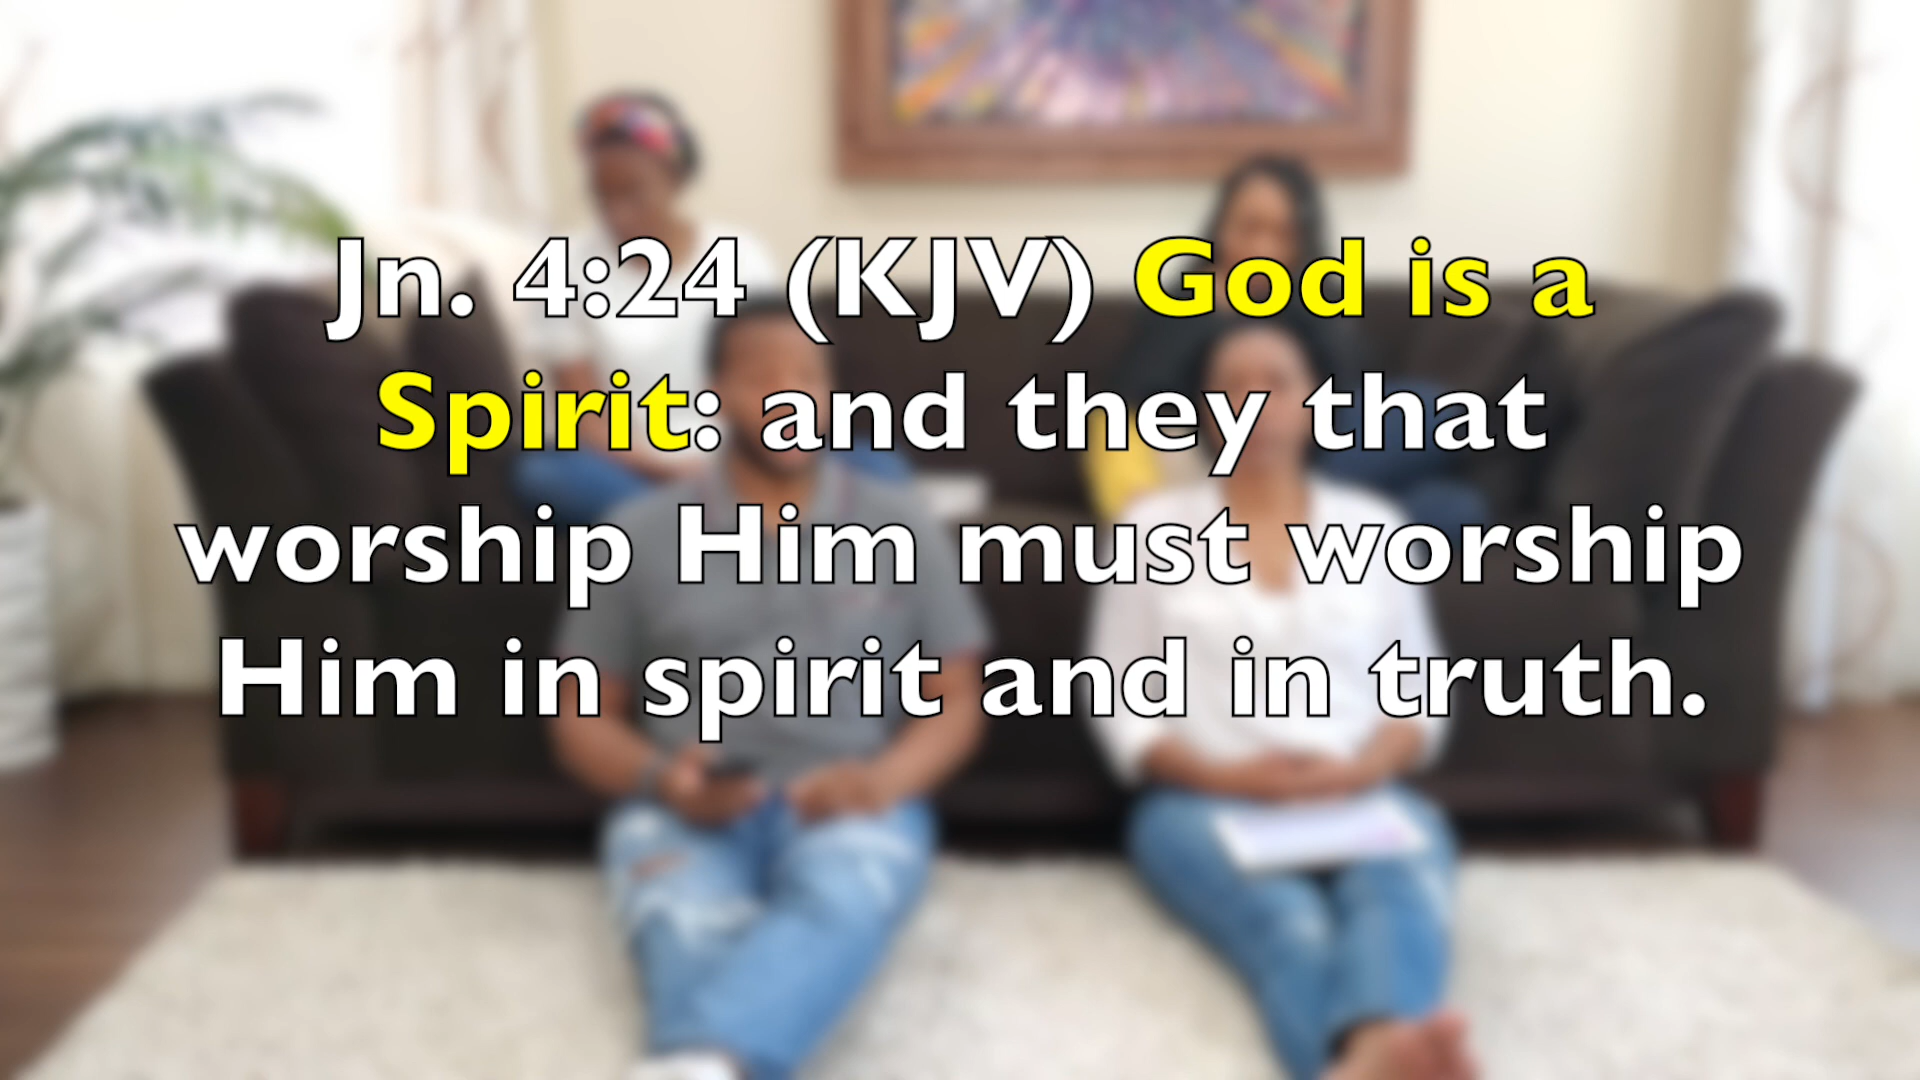 Jn. 4:24 (KJV) God is a
Spirit: and they that
worship Him must worship
Him in spirit and in truth.